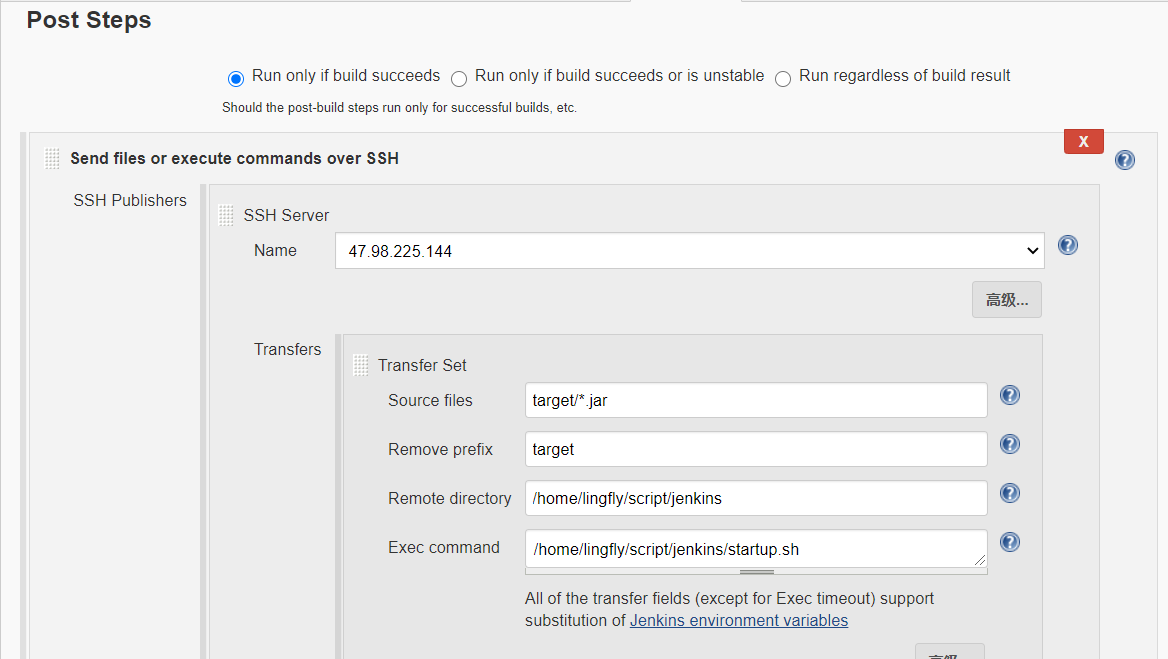 Post Steps
Run only if build succeeds Run only if build succeeds or is unstable Run regardless of build result
Should the post-build steps run only for successful builds, etc.
X
Send files or execute commands over SSH
SSH Publishers
SSH Server
Name
47.98.225.144
高级...
Transfers
Transfer Set
Source files
target/*.jar
Remove prefix
target
Remote directory
/home/lingfly/script/jenkins
Exec command
/home/lingfly/script/jenkins/startup.sh
All of the transfer fields (except for Exec timeout) support
substitution of Jenkins environment variables